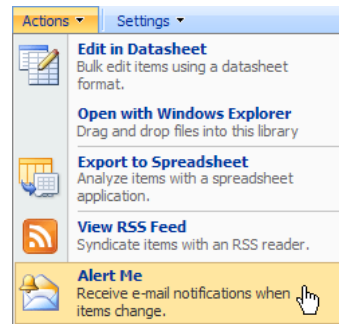 Actions Settings
Edit in Datasheet
Bulk edit items using a datasheet
format.
Open with Windows Explorer
Drag and drop files into this library
Export to Spreadsheet
Analyze items with a spreadsheet
application.
View RSS Feed
Syndicate items with an RSS reader.
Alert Me
Receive e-mail notifications when
items change.